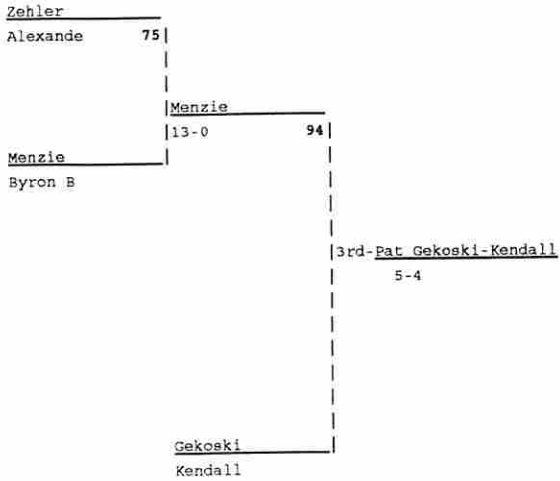 Zehler
Alexande 75
Menzie
13-0 94
Menzie
Byron B
3rd-Pat Gekoski-Kendall
5-4
Gekoski
Kendall